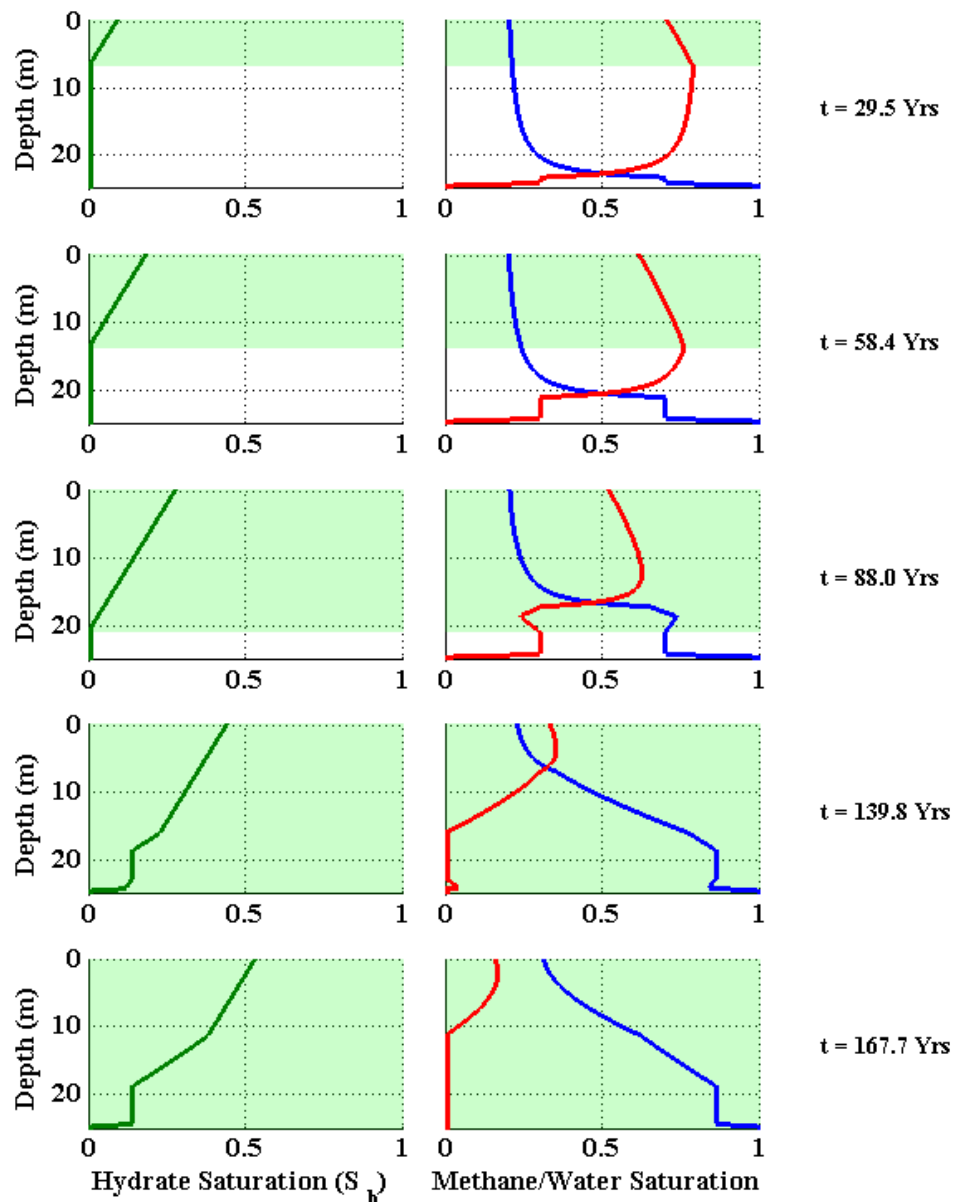 0
10
20
Depth (m)
0 0.5 1
0 0.5 1
t = 29.5 Yrs
0
10
20
Depth (m)
0 0.5 1
0 0.5 1
t = 58.4 Yrs
0
10
20
Depth (m)
0 0.5 1
0 0.5 1
t = 88.0 Yrs
0
10
20
Depth (m)
0 0.5 1
0 0.5 1
t = 139.8 Yrs
0
10
20
Depth (m)
0 0.5 1
0 0.5 1
t = 167.7 Yrs
Hydrate Saturation (S h)
Methane/Water Saturation